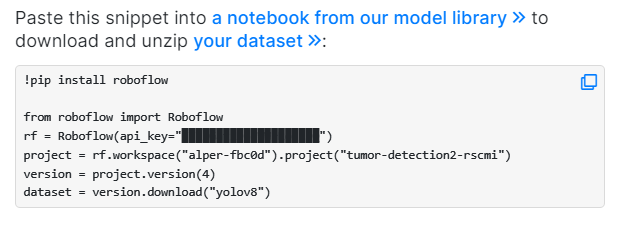 Paste this snippet into a notebook from our model library » to
download and unzip your dataset »:
!pip install roboflow
from roboflow import Roboflow
rf = Roboflow(api_key="████████████████████")
project = rf.workspace("alper-fbc0d").project("tumor-detection2-rscmi")
version = project.version(4)
dataset = version.download("yolov8")